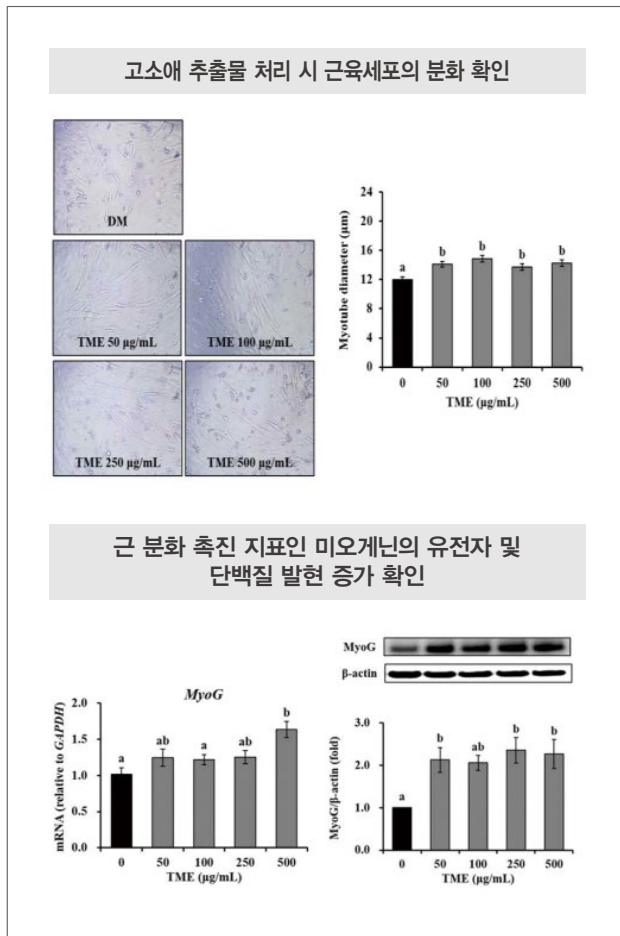 고소애 추출물 처리 시 근육세포의 분화 확인
DM
TME 50 μg/mL
TME 100 μg/mL
TME 250 μg/mL
TME 500 μg/mL
Myotube diameter (μm)
24
20
16
12
8
4
0
a
b
b
b
b
0 50 100 250 500
TME (μg/mL)
근 분화 촉진 지표인 미오게닌의 유전자 및
단백질 발현 증가 확인
MyoG
mRNA (relative to GAPDH)
2.0
1.5
1.0
0.5
0.0
a
ab
a
ab
b
0 50 100 250 500
TME (μg/mL)
MyoG
β-actin
MyoG/β-actin (fold)
3.0
2.0
1.0
0.0
a
b
ab
b
b
0 50 100 250 500
TME (μg/mL)